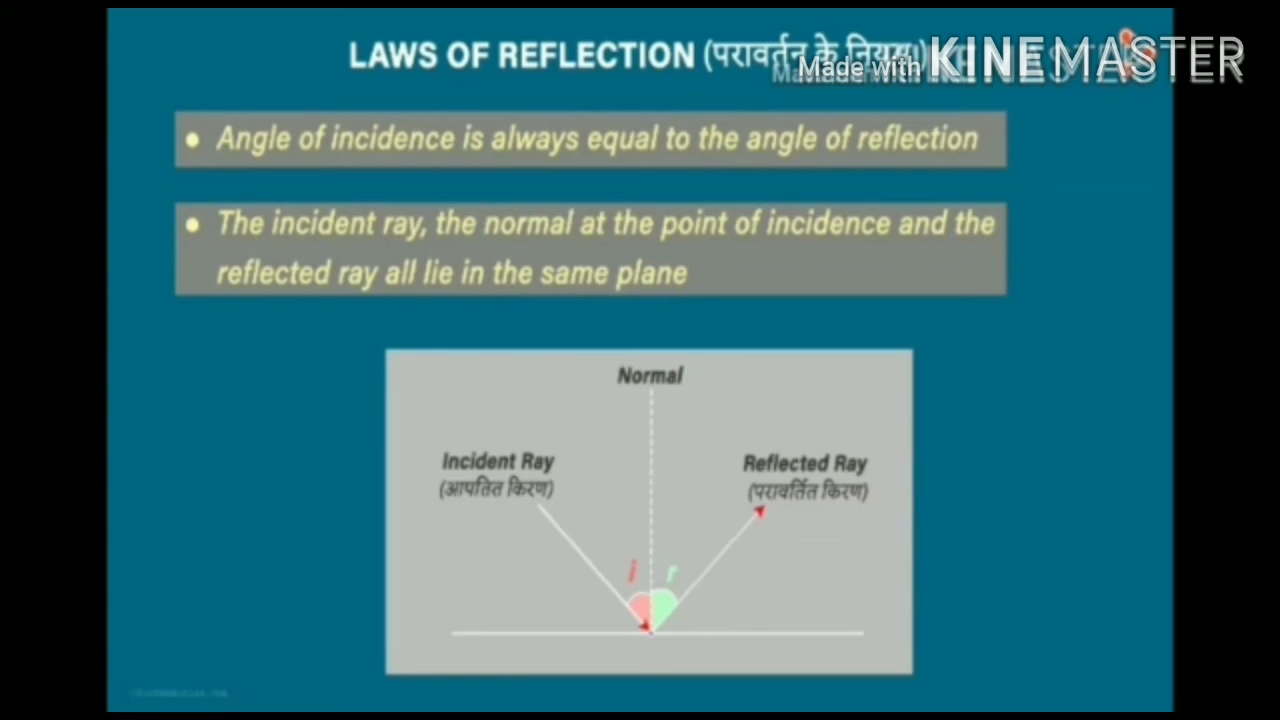 LAWS OF REFLECTION (परावर्तन के नियम)
Made with KINEMASTER
Angle of incidence is always equal to the angle of reflection
The incident ray, the normal at the point of incidence and the
reflected ray all lie in the same plane
Normal
Incident Ray
(आपतित किरण)
Reflected Ray
(परावर्तित किरण)
i
r